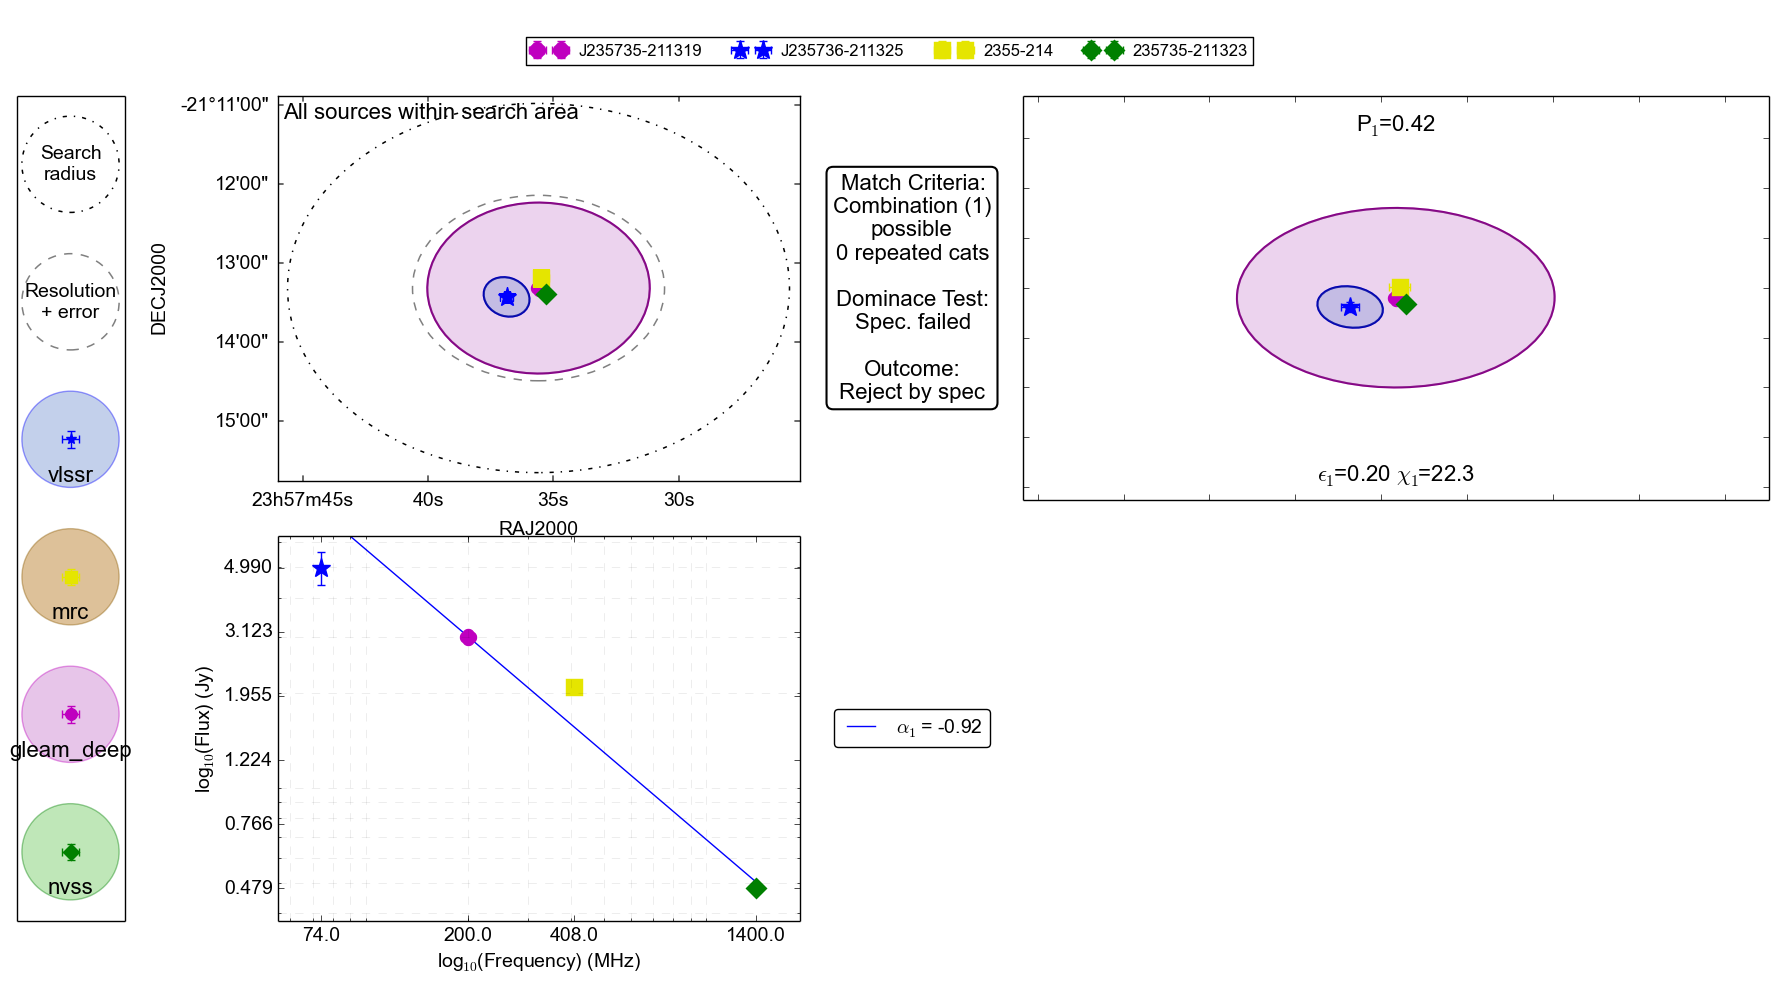 J235735-211319 J235736-211325 2355-214 235735-211323
Search
radius
Resolution
+ error
vlssr
mrc
gleam_deep
nvss
All sources within search area
DECJ2000
-21°11'00"
12'00"
13'00"
14'00"
15'00"
23h57m45s 40s 35s 30s
RAJ2000
Match Criteria:
Combination (1)
possible
0 repeated cats
Dominace Test:
Spec. failed
Outcome:
Reject by spec
P₁=0.42
ϵ₁=0.20 χ₁=22.3
log₁₀(Flux) (Jy)
4.990
3.123
1.955
1.224
0.766
0.479
74.0 200.0 408.0 1400.0
log₁₀(Frequency) (MHz)
α₁ = -0.92